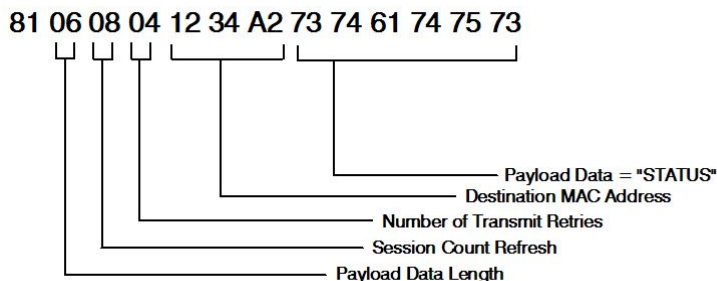 81 06 08 04 12 34 A2 73 74 61 74 75 73
Payload Data = "STATUS"
Destination MAC Address
Number of Transmit Retries
Session Count Refresh
Payload Data Length